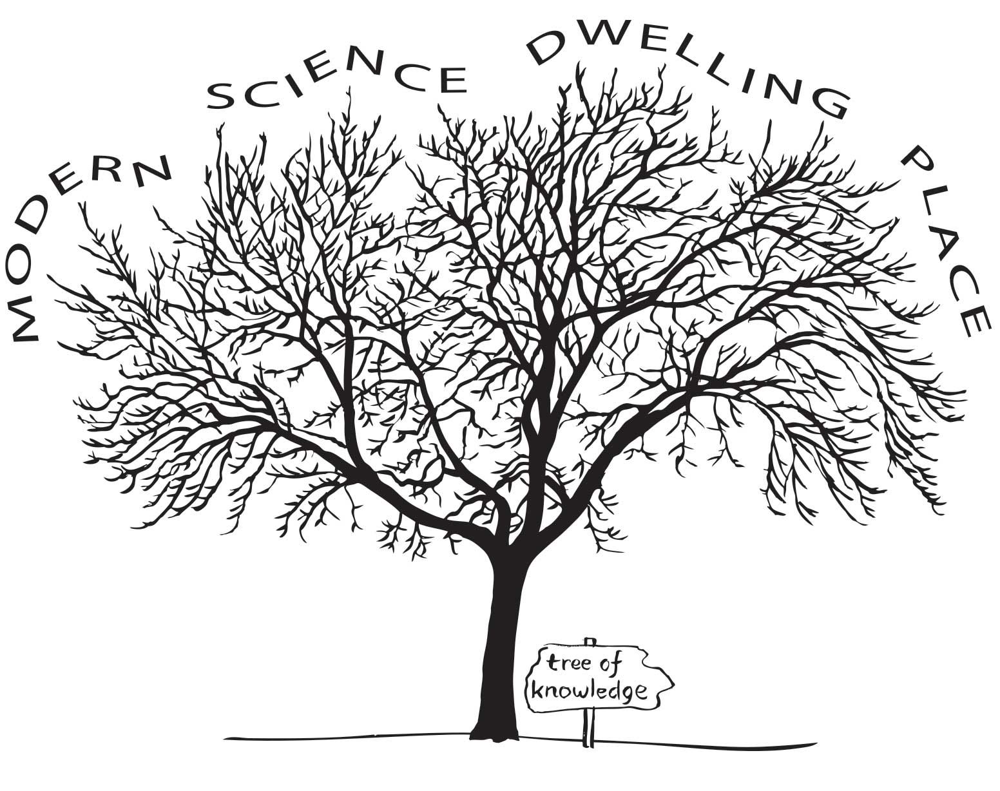 MODERN SCIENCE DWELLING PLACE
tree of
knowledge